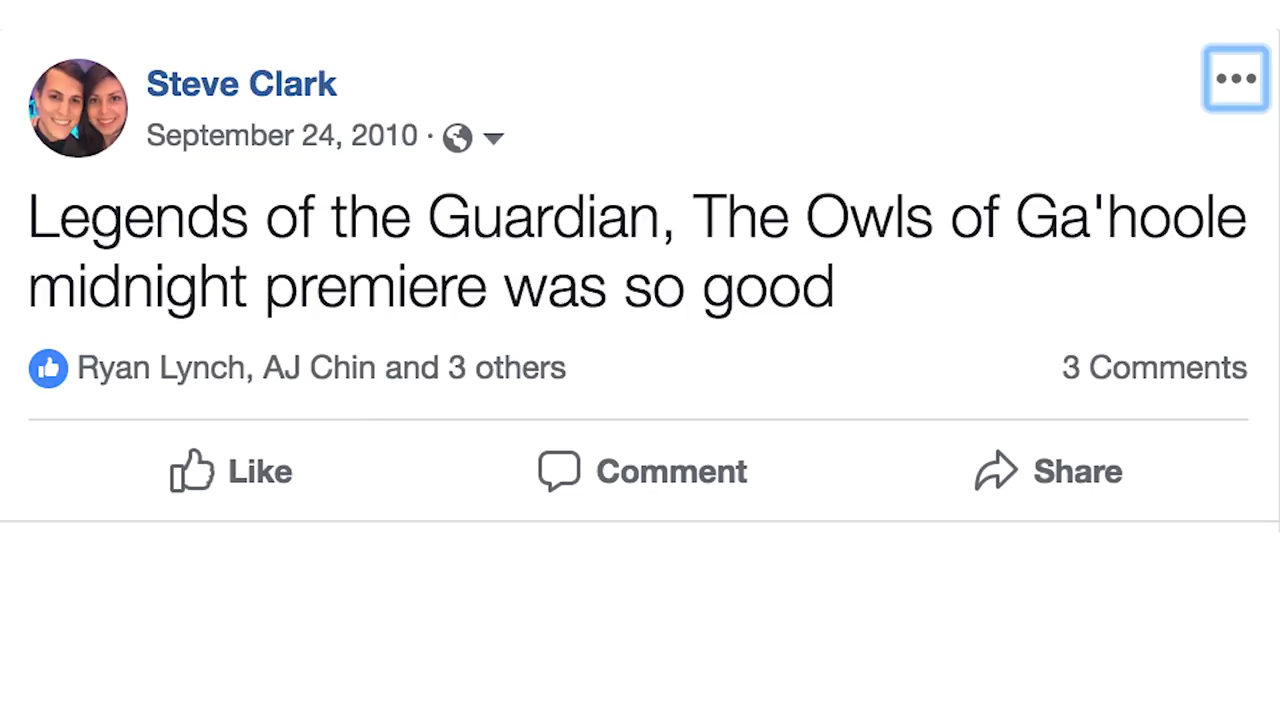 Steve Clark
September 24, 2010 ·
Legends of the Guardian, The Owls of Ga'hoole
midnight premiere was so good
Ryan Lynch, AJ Chin and 3 others
3 Comments
Like
Comment
Share